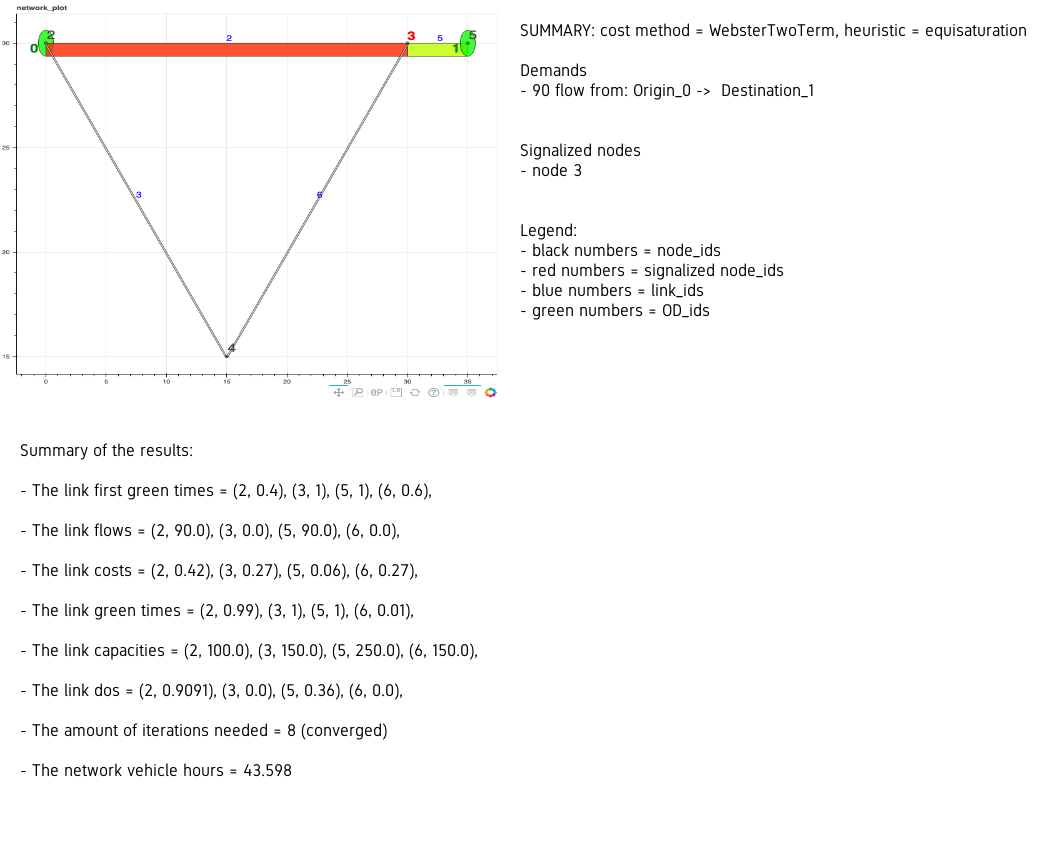 network_plot
SUMMARY: cost method = WebsterTwoTerm, heuristic = equisaturation
Demands
- 90 flow from: Origin_0 -> Destination_1
Signalized nodes
- node 3
Legend:
- black numbers = node_ids
- red numbers = signalized node_ids
- blue numbers = link_ids
- green numbers = OD_ids
30
25
20
15
0 5 10 15 20 25 30 35
0
2
2
3
5
1
5
3
6
4
Summary of the results:
- The link first green times = (2, 0.4), (3, 1), (5, 1), (6, 0.6),
- The link flows = (2, 90.0), (3, 0.0), (5, 90.0), (6, 0.0),
- The link costs = (2, 0.42), (3, 0.27), (5, 0.06), (6, 0.27),
- The link green times = (2, 0.99), (3, 1), (5, 1), (6, 0.01),
- The link capacities = (2, 100.0), (3, 150.0), (5, 250.0), (6, 150.0),
- The link dos = (2, 0.9091), (3, 0.0), (5, 0.36), (6, 0.0),
- The amount of iterations needed = 8 (converged)
- The network vehicle hours = 43.598